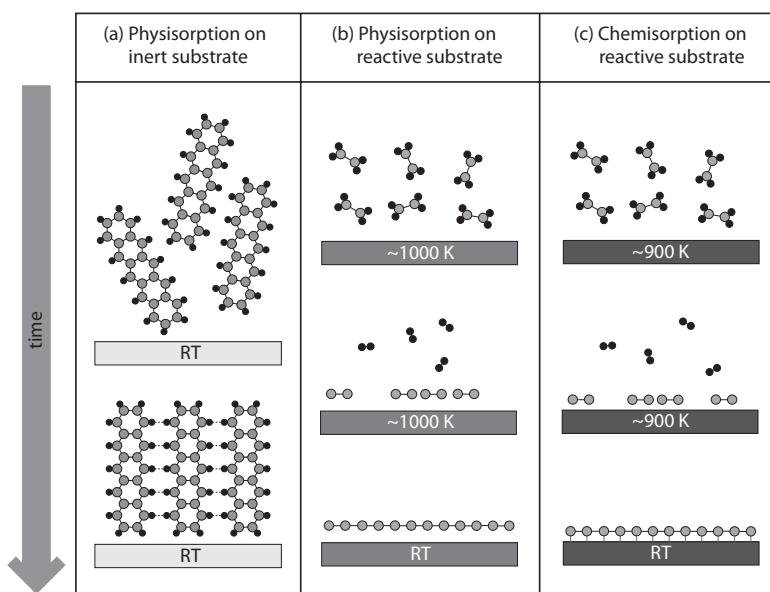 (a) Physisorption on
inert substrate
(b) Physisorption on
reactive substrate
(c) Chemisorption on
reactive substrate
time
~1000 K
~900 K
RT
~1000 K
~900 K
RT
RT
RT